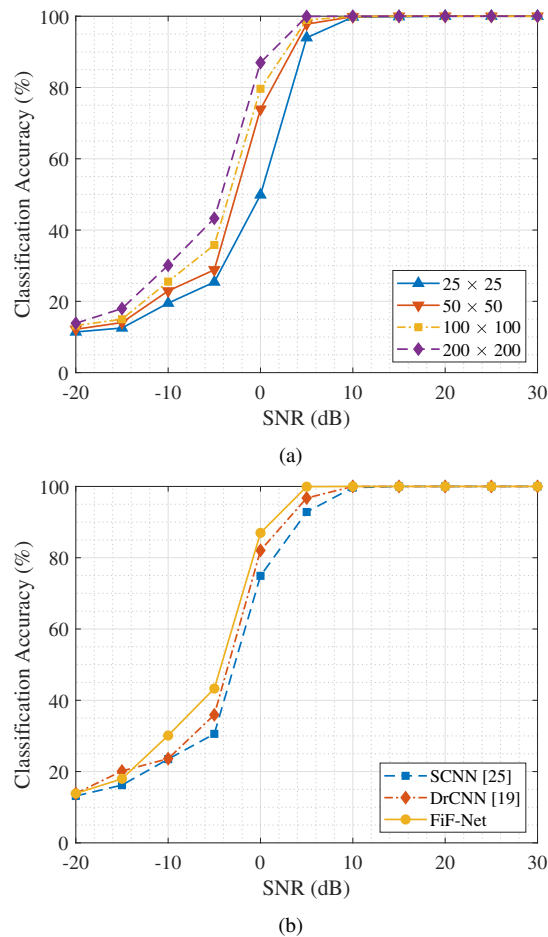 100
80
60
40
20
0
Classification Accuracy (%)
25 × 25
50 × 50
100 × 100
200 × 200
-20 -10 0 10 20 30
SNR (dB)
(a)
100
80
60
40
20
0
Classification Accuracy (%)
SCNN [25]
DrCNN [19]
FiF-Net
-20 -10 0 10 20 30
SNR (dB)
(b)